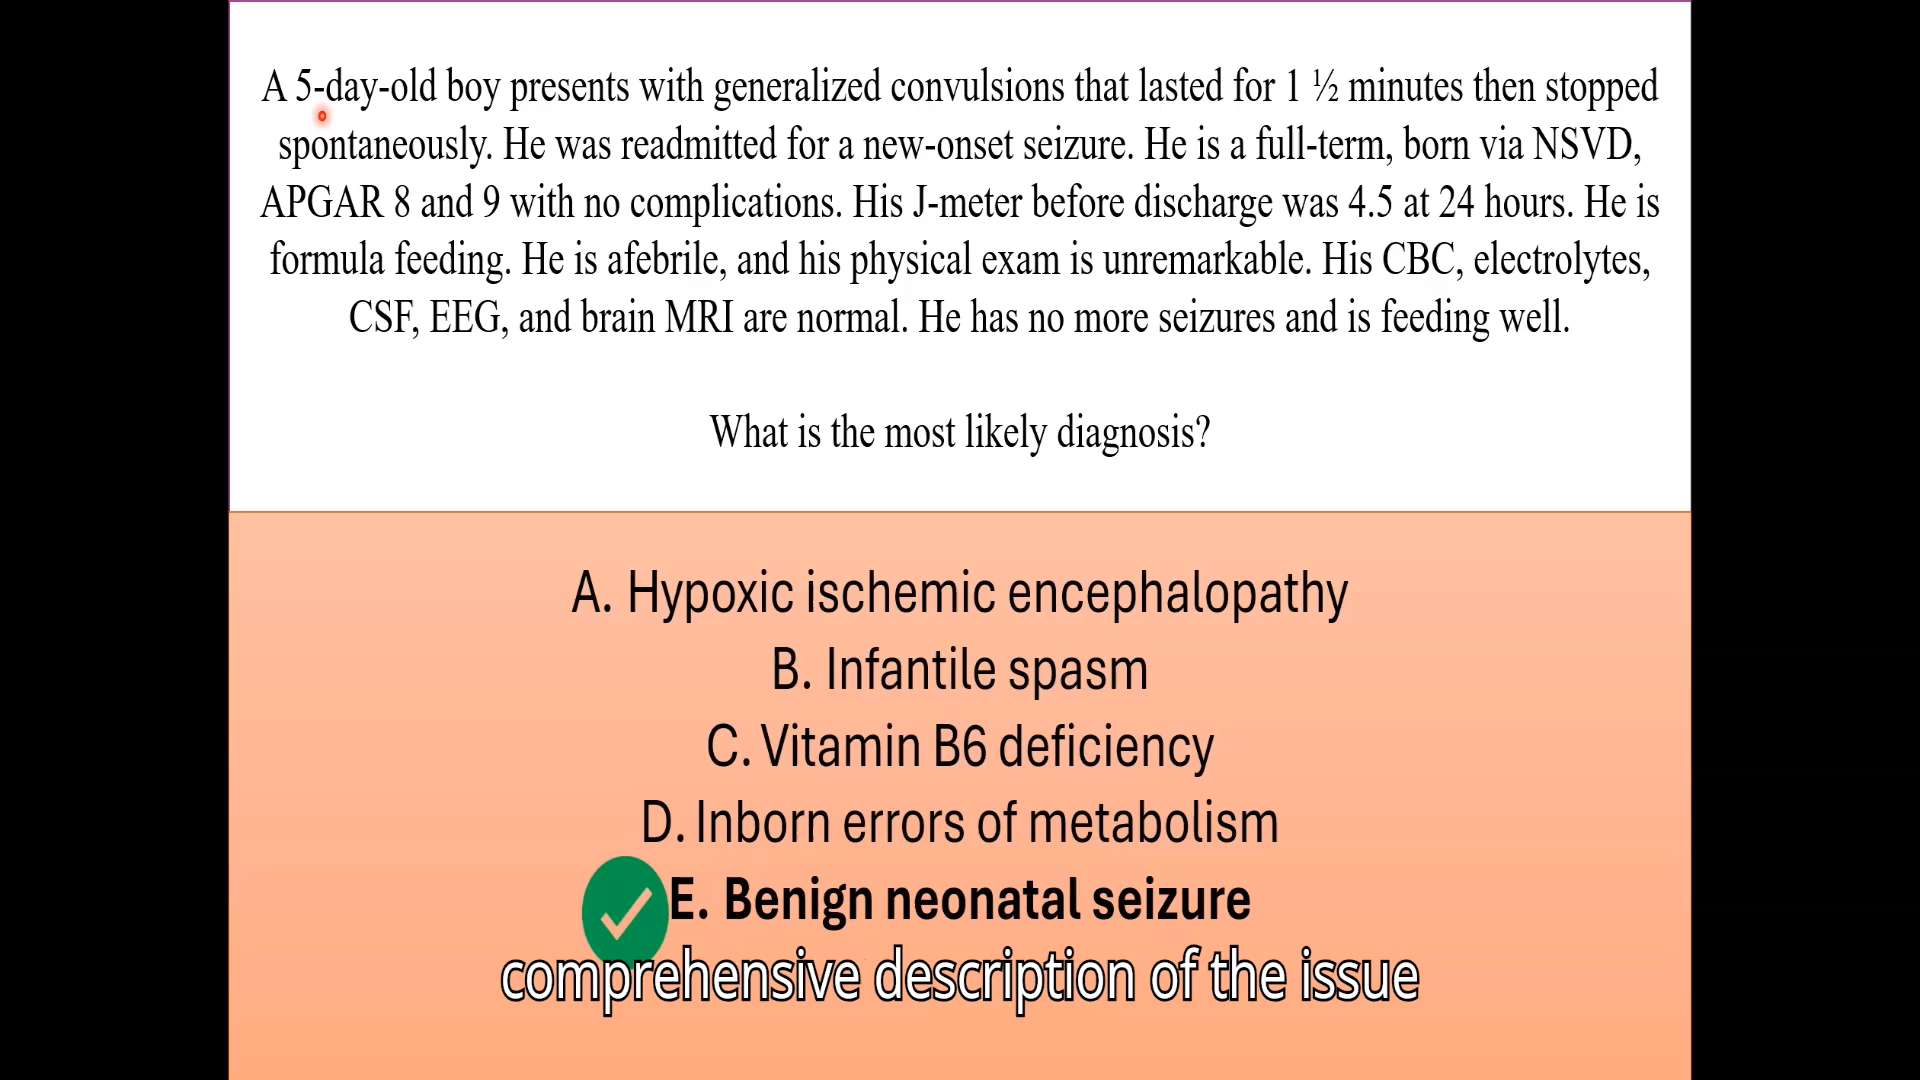 A 5-day-old boy presents with generalized convulsions that lasted for 1 ½ minutes then stopped
spontaneously. He was readmitted for a new-onset seizure. He is a full-term, born via NSVD,
APGAR 8 and 9 with no complications. His J-meter before discharge was 4.5 at 24 hours. He is
formula feeding. He is afebrile, and his physical exam is unremarkable. His CBC, electrolytes,
CSF, EEG, and brain MRI are normal. He has no more seizures and is feeding well.
What is the most likely diagnosis?
A. Hypoxic ischemic encephalopathy
B. Infantile spasm
C. Vitamin B6 deficiency
D. Inborn errors of metabolism
E. Benign neonatal seizure
comprehensive description of the issue